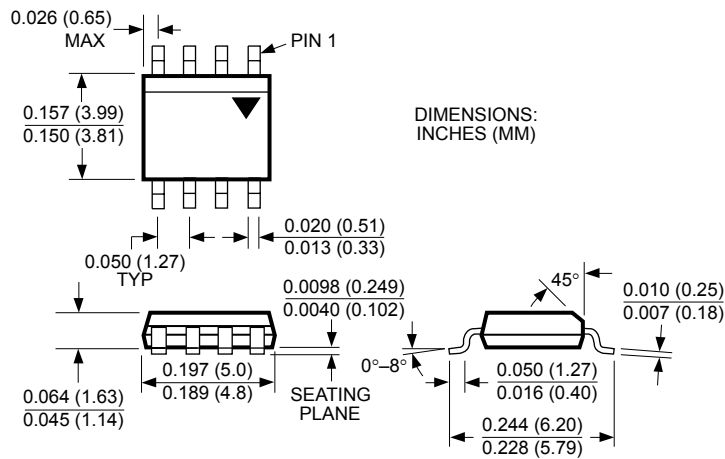 0.026 (0.65)
MAX
PIN 1
0.157 (3.99)
0.150 (3.81)
DIMENSIONS:
INCHES (MM)
0.020 (0.51)
0.013 (0.33)
0.050 (1.27)
TYP
0.0098 (0.249)
0.0040 (0.102)
45°
0.010 (0.25)
0.007 (0.18)
0°–8°
0.064 (1.63)
0.045 (1.14)
0.197 (5.0)
0.189 (4.8)
SEATING
PLANE
0.050 (1.27)
0.016 (0.40)
0.244 (6.20)
0.228 (5.79)